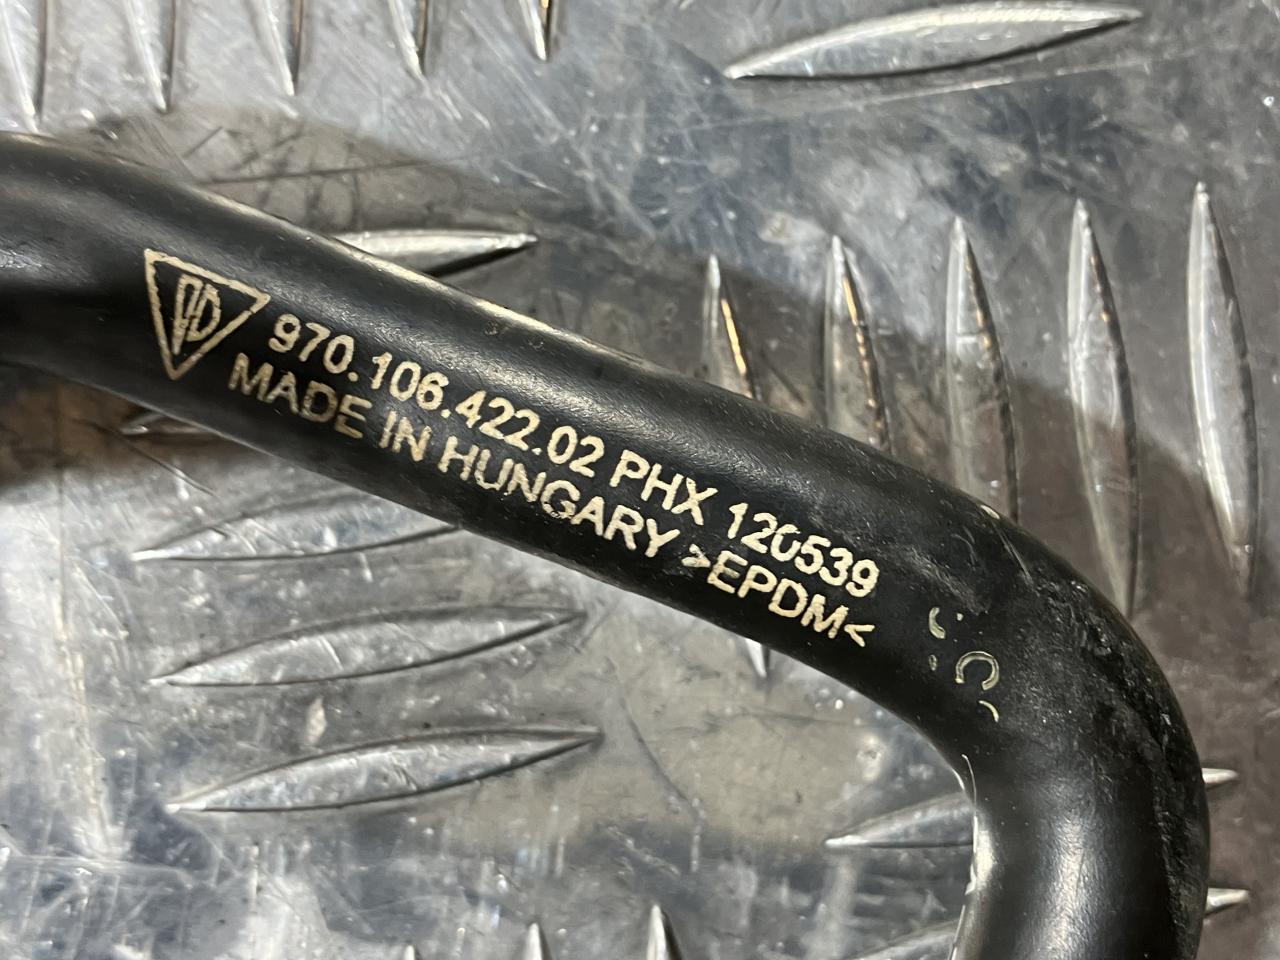 970.106.422.02 PHX 120539
MADE IN HUNGARY >EPDM<